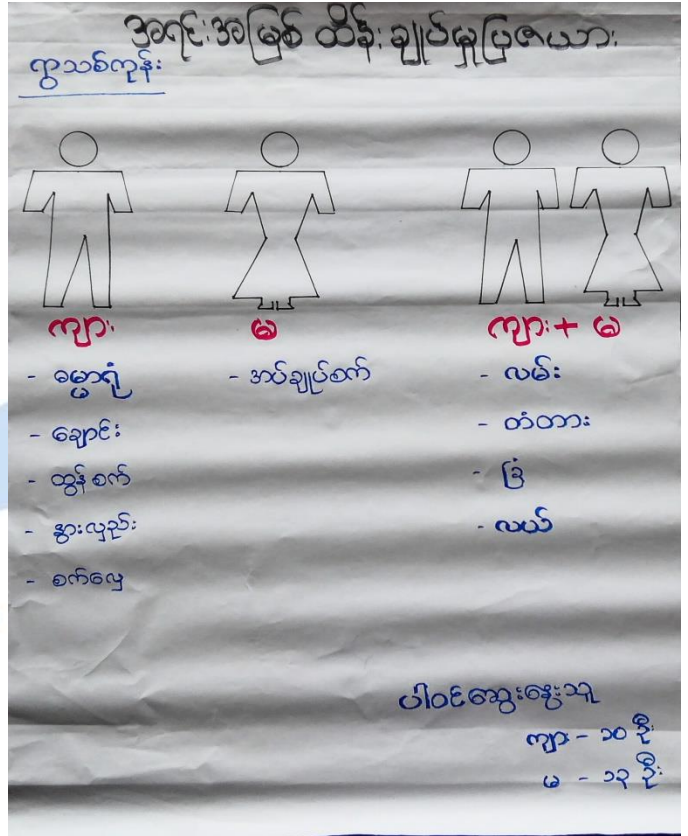 အရင်းအမြစ် ထိန်းချုပ်မှုပြဇယား
ရွာသစ်ကုန်း
ကျား
မ
ကျား + မ
- ဓမ္မာရုံ
- ချောင်း
- ထွန်စက်
- နွားလှည်း
- စက်လှေ
- အပ်ချုပ်စက်
- လမ်း
- တံတား
- ခြံ
- လယ်
ပါဝင်ဆွေးနွေးသူ
ကျား - ၁၀ ဦး
မ - ၁၃ ဦး